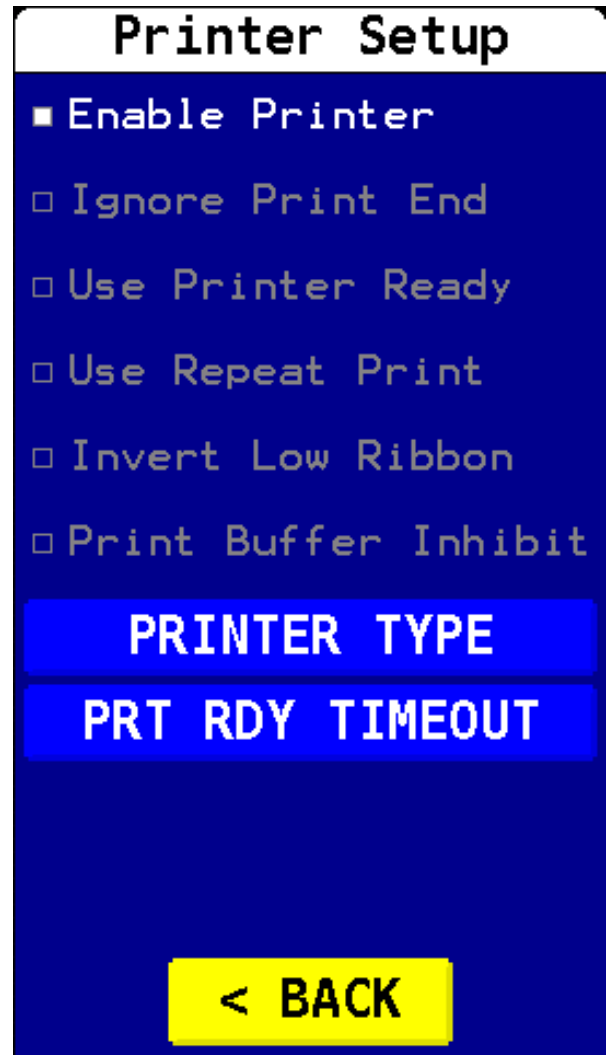 Printer Setup
Enable Printer
Ignore Print End
Use Printer Ready
Use Repeat Print
Invert Low Ribbon
Print Buffer Inhibit
PRINTER TYPE
PRT RDY TIMEOUT
< BACK